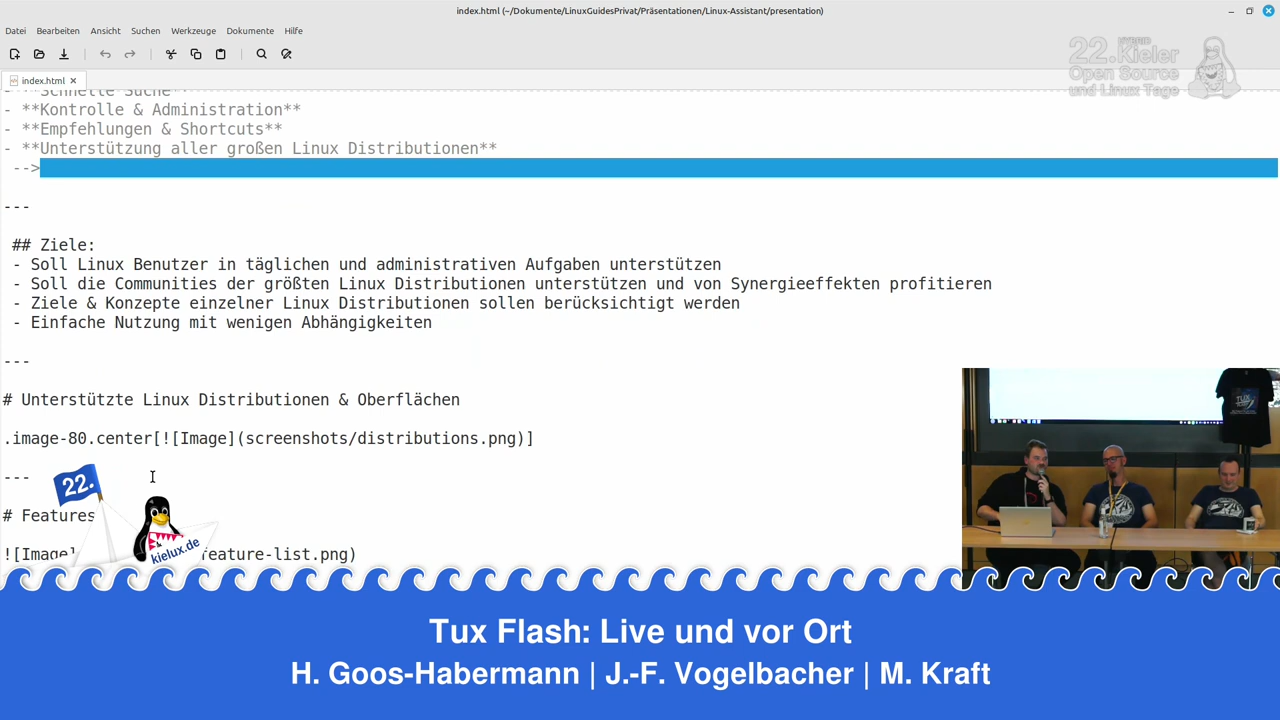 index.html (~/Dokumente/LinuxGuidesPrivat/Präsentationen/Linux-Assistant/presentation)
Datei Bearbeiten Ansicht Suchen Werkzeuge Dokumente Hilfe
HYBRID
22.Kieler
Open Source
und Linux Tage
index.html
- **Schnelle Suche**
- **Kontrolle & Administration**
- **Empfehlungen & Shortcuts**
- **Unterstützung aller großen Linux Distributionen**
-->
---
## Ziele:
- Soll Linux Benutzer in täglichen und administrativen Aufgaben unterstützen
- Soll die Communities der größten Linux Distributionen unterstützen und von Synergieeffekten profitieren
- Ziele & Konzepte einzelner Linux Distributionen sollen berücksichtigt werden
- Einfache Nutzung mit wenigen Abhängigkeiten
---
# Unterstützte Linux Distributionen & Oberflächen
.image-80.center[![Image](screenshots/distributions.png)]
---
22.
# Features
![Image] feature-list.png)
kielux.de
TUX
Tux Flash: Live und vor Ort
H. Goos-Habermann | J.-F. Vogelbacher | M. Kraft